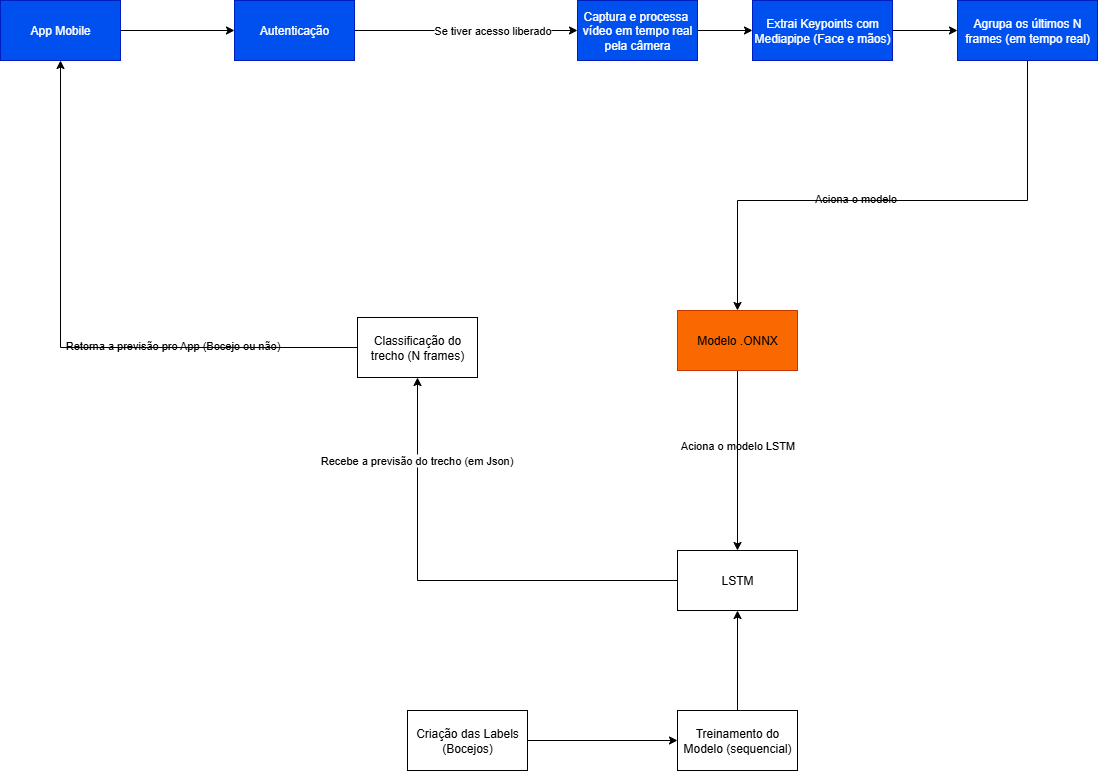 App Mobile
Autenticação
Se tiver acesso liberado
Captura e processa
vídeo em tempo real
pela câmera
Extrai Keypoints com
Mediapipe (Face e mãos)
Agrupa os últimos N
frames (em tempo real)
Aciona o modelo
Modelo .ONNX
Classificação do
trecho (N frames)
Retorna a previsão pro App (Bocejo ou não)
Aciona o modelo LSTM
Recebe a previsão do trecho (em Json)
LSTM
Criação das Labels
(Bocejos)
Treinamento do
Modelo (sequencial)